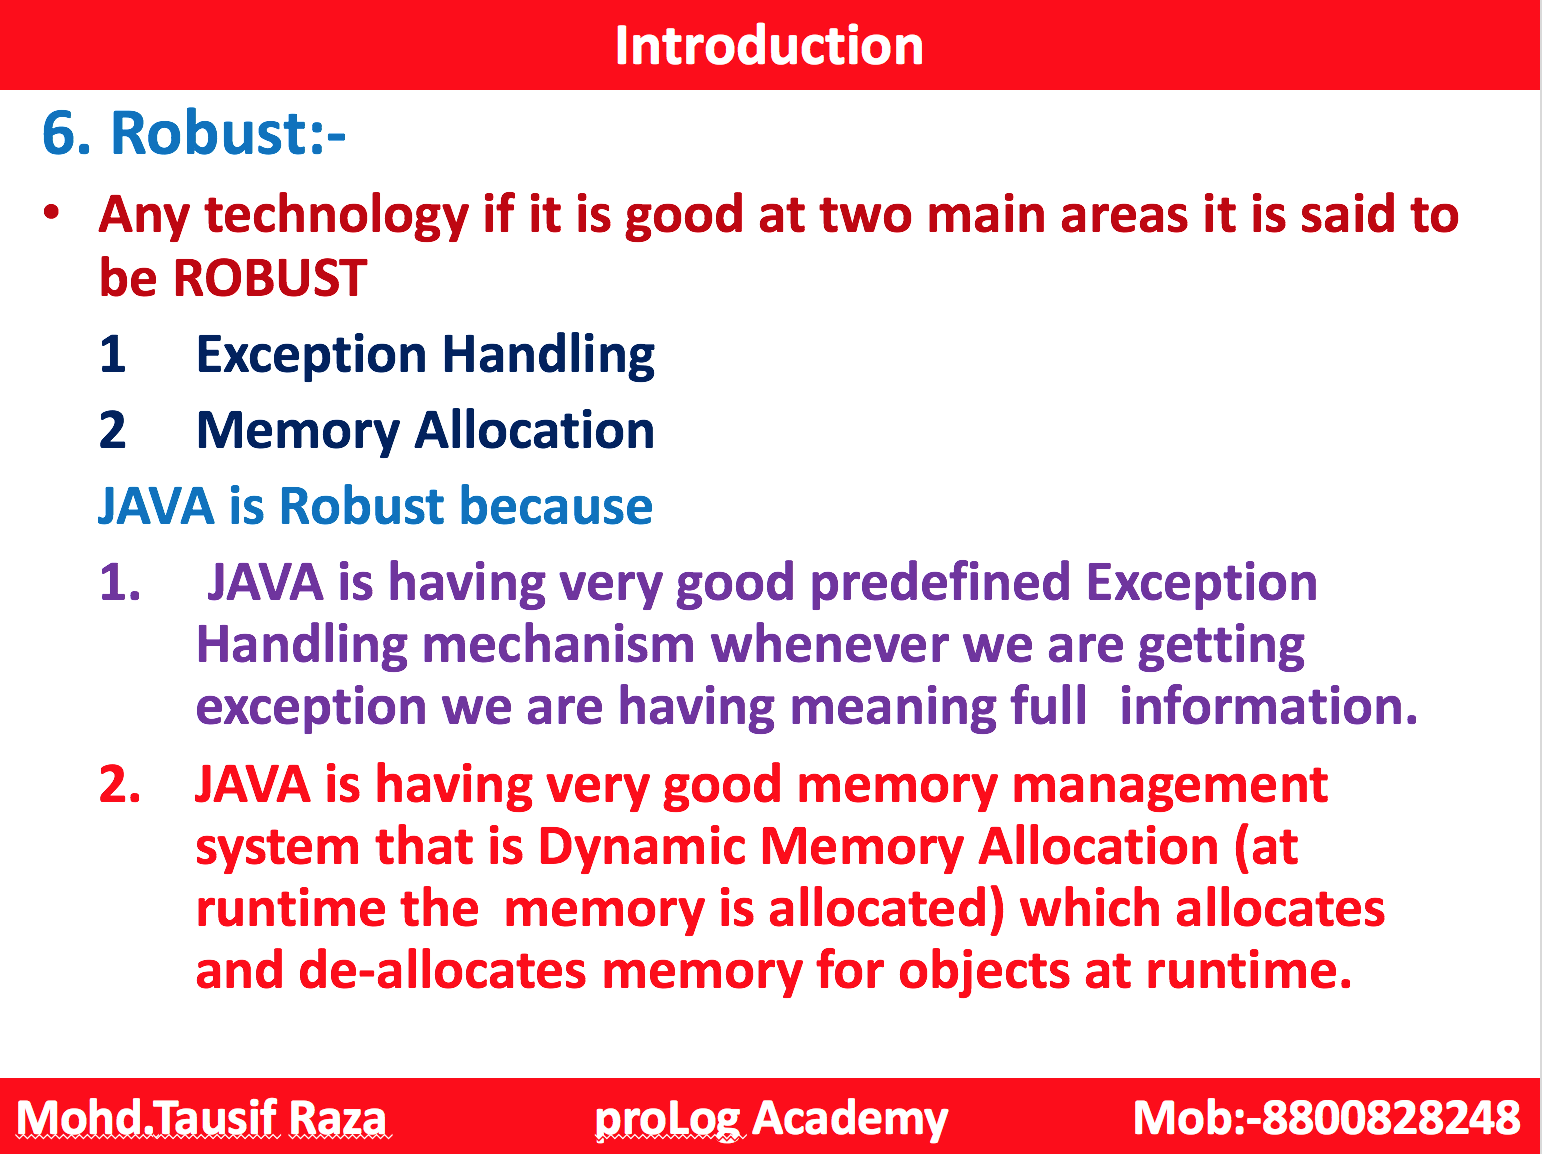 Introduction
6. Robust:-
• Any technology if it is good at two main areas it is said to
be ROBUST
1 Exception Handling
2 Memory Allocation
JAVA is Robust because
1. JAVA is having very good predefined Exception
Handling mechanism whenever we are getting
exception we are having meaning full information.
2. JAVA is having very good memory management
system that is Dynamic Memory Allocation (at
runtime the memory is allocated) which allocates
and de-allocates memory for objects at runtime.
Mohd.Tausif Raza proLog Academy Mob:-8800828248